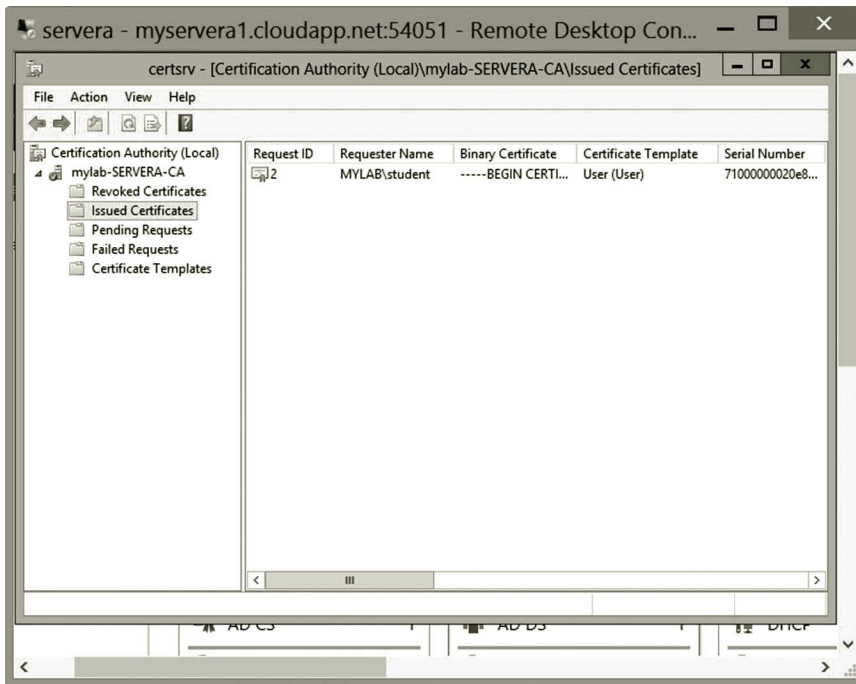 servera - myservera1.cloudapp.net:54051 - Remote Desktop Con...
certsrv - [Certification Authority (Local)\mylab-SERVERA-CA\Issued Certificates]
File Action View Help
Certification Authority (Local)
mylab-SERVERA-CA
Revoked Certificates
Issued Certificates
Pending Requests
Failed Requests
Certificate Templates
Request ID Requester Name Binary Certificate Certificate Template Serial Number
2 MYLAB\student -----BEGIN CERTI... User (User) 71000000020e8...
AD CS AD DS DHCP